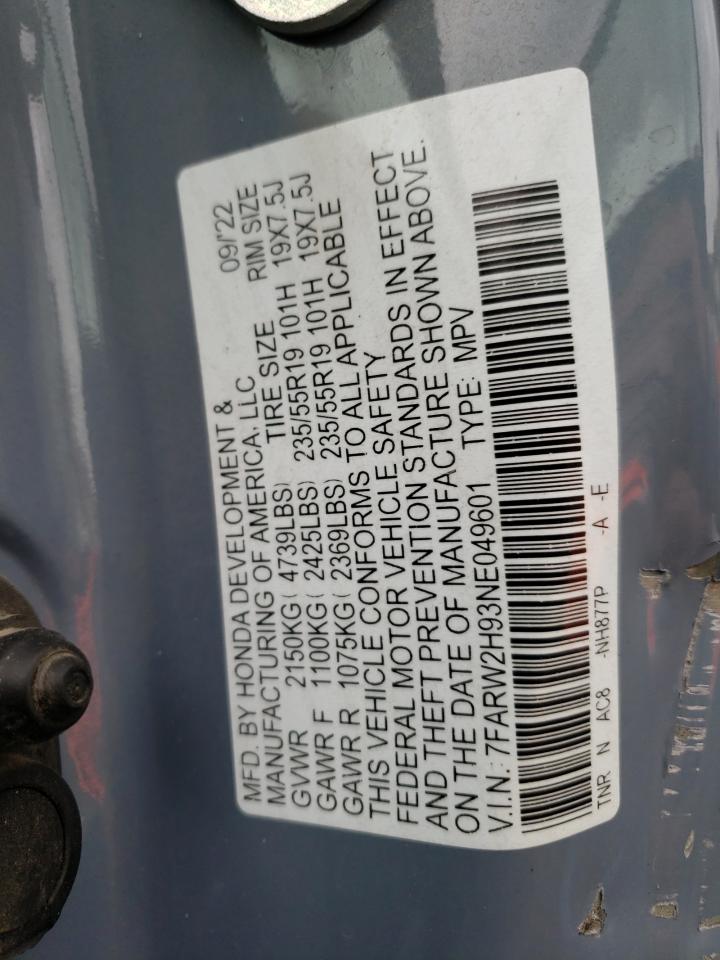 MFD. BY HONDA DEVELOPMENT & 09/'22
MANUFACTURING OF AMERICA, LLC TIRE SIZE RIM SIZE
GVWR 2150KG( 4739LBS) 235/55R19 101H 19X7.5J
GAWR F 1100KG( 2425LBS) 235/55R19 101H 19X7.5J
GAWR R 1075KG( 2369LBS)
THIS VEHICLE CONFORMS TO ALL APPLICABLE
FEDERAL MOTOR VEHICLE SAFETY
AND THEFT PREVENTION STANDARDS IN EFFECT
ON THE DATE OF MANUFACTURE SHOWN ABOVE.
V.I.N.: 7FARW2H93NE049601 TYPE: MPV
TNR N AC8 -NH877P -A -E